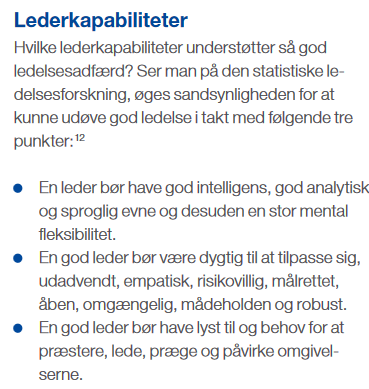 Lederkapabiliteter
Hvilke lederkapabiliteter understøtter så god
ledelsesadfærd? Ser man på den statistiske le-
delsesforskning, øges sandsynligheden for at
kunne udøve god ledelse i takt med følgende tre
punkter:¹²
● En leder bør have god intelligens, god analytisk
og sproglig evne og desuden en stor mental
fleksibilitet.
● En god leder bør være dygtig til at tilpasse sig,
udadvendt, empatisk, risikovillig, målrettet,
åben, omgængelig, mådeholden og robust.
● En god leder bør have lyst til og behov for at
præstere, lede, præge og påvirke omgivel-
serne.